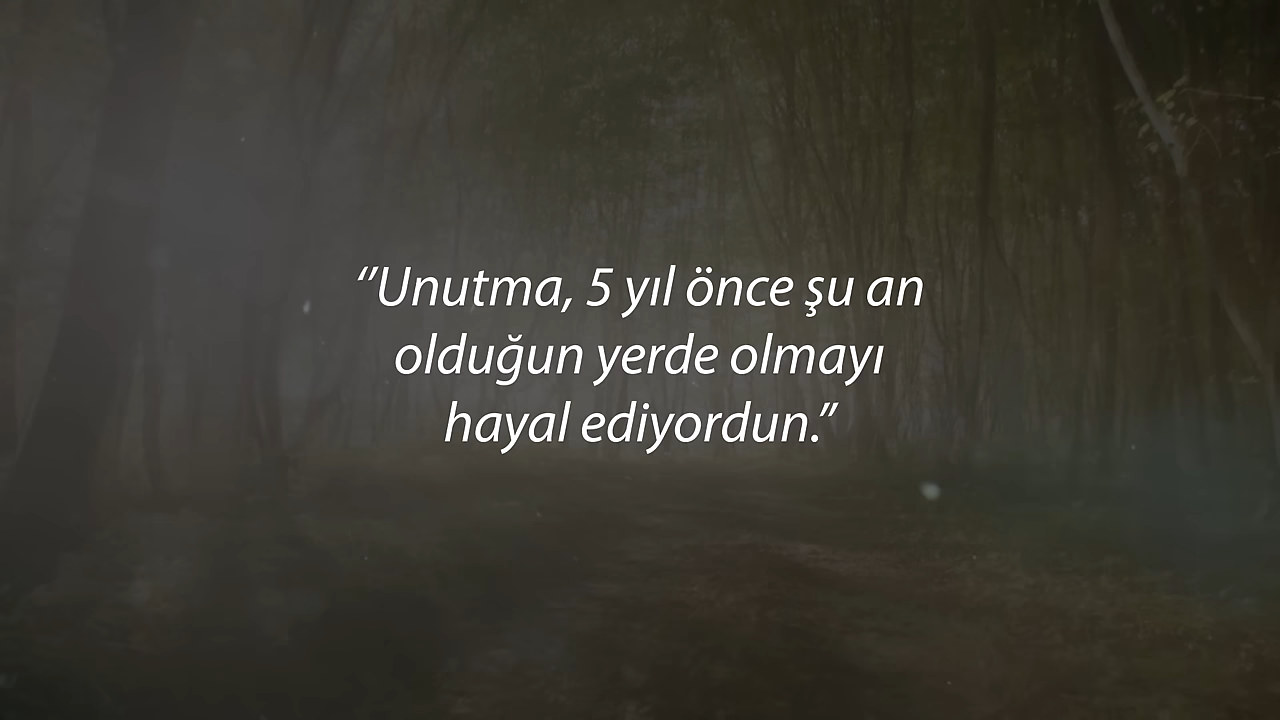 “Unutma, 5 yıl önce şu an
olduğun yerde olmayı
hayal ediyordun.”